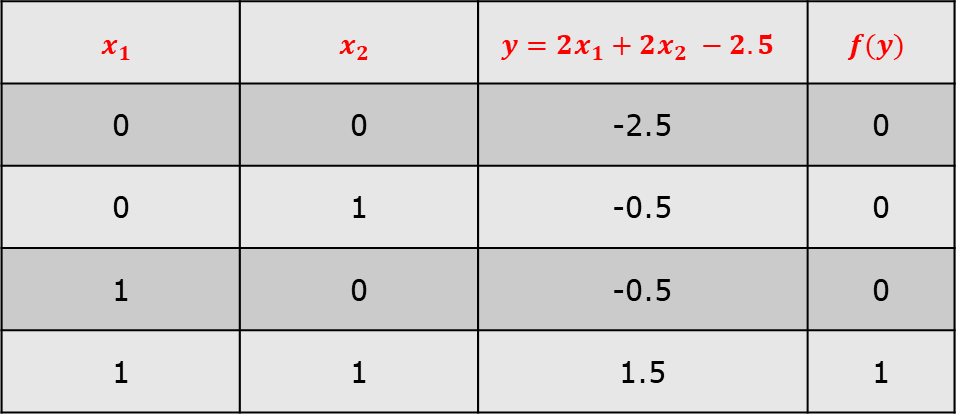 x₁ x₂ y = 2x₁ + 2x₂ − 2.5 f(y)
0 0 -2.5 0
0 1 -0.5 0
1 0 -0.5 0
1 1 1.5 1